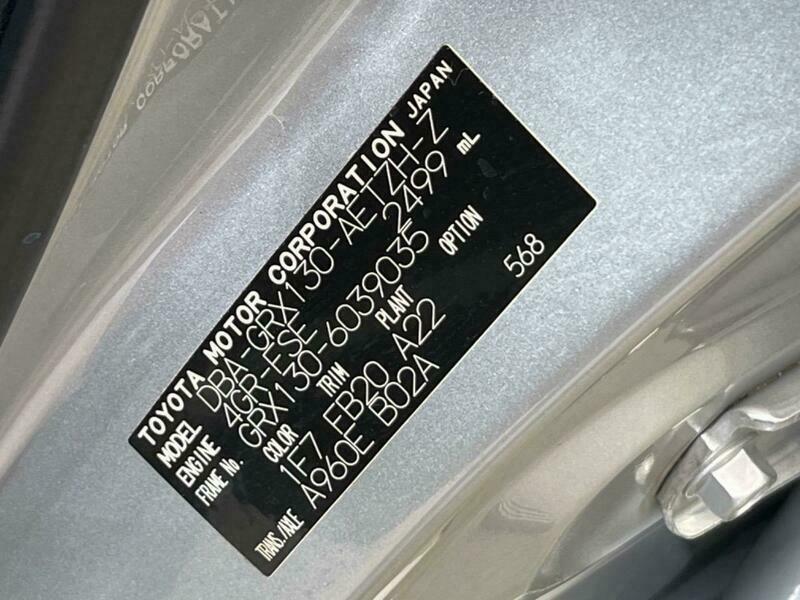 TOYOTA MOTOR CORPORATION JAPAN
MODEL DBA-GRX130-AETZH-Z
ENGINE 4GR-FSE 2499 mL
FRAME No. GRX130-6039035
COLOR TRIM PLANT OPTION
1F7 FB20 A22 568
TRANS./AXLE A960E B02A